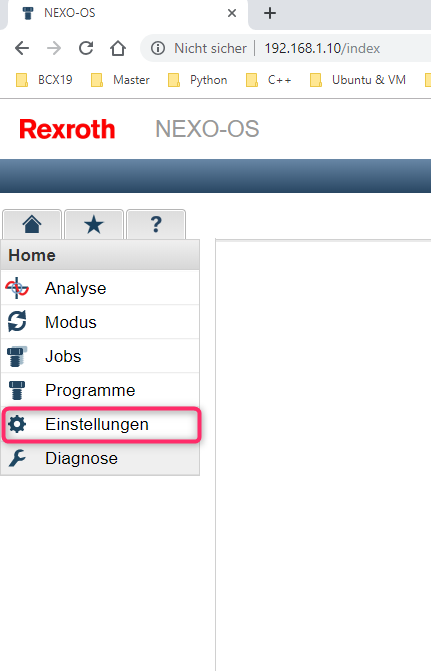 NEXO-OS
Nicht sicher 192.168.1.10/index
BCX19 Master Python C++ Ubuntu & VM
Rexroth NEXO-OS
?
Home
Analyse
Modus
Jobs
Programme
Einstellungen
Diagnose